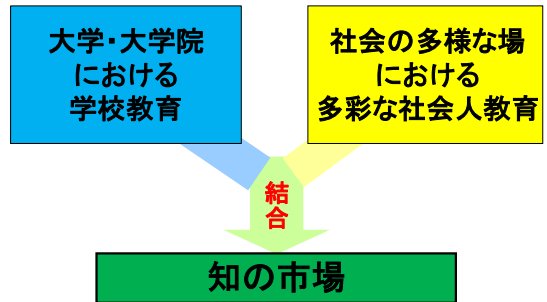 大学・大学院
における
学校教育
社会の多様な場
における
多彩な社会人教育
結合
知の市場